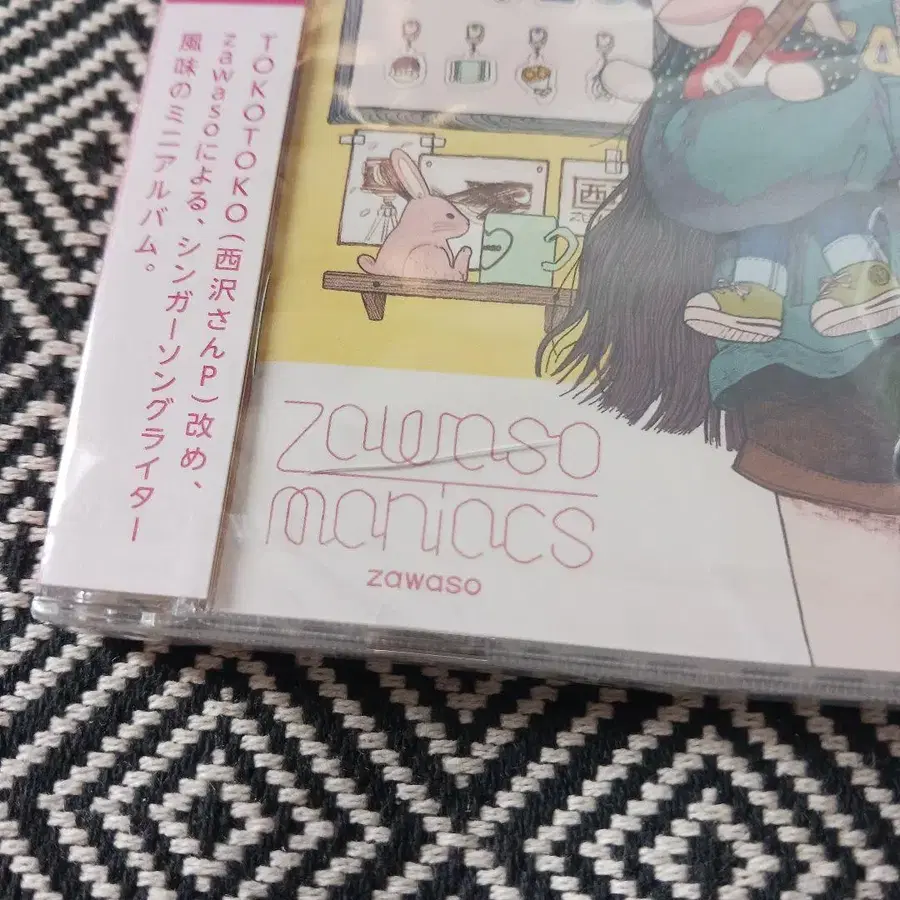 TOKOTOKO(西沢さんP)改め、
zawasoによる、シンガーソングライター
風味のミニアルバム。
西
zawaso
maniacs
zawaso